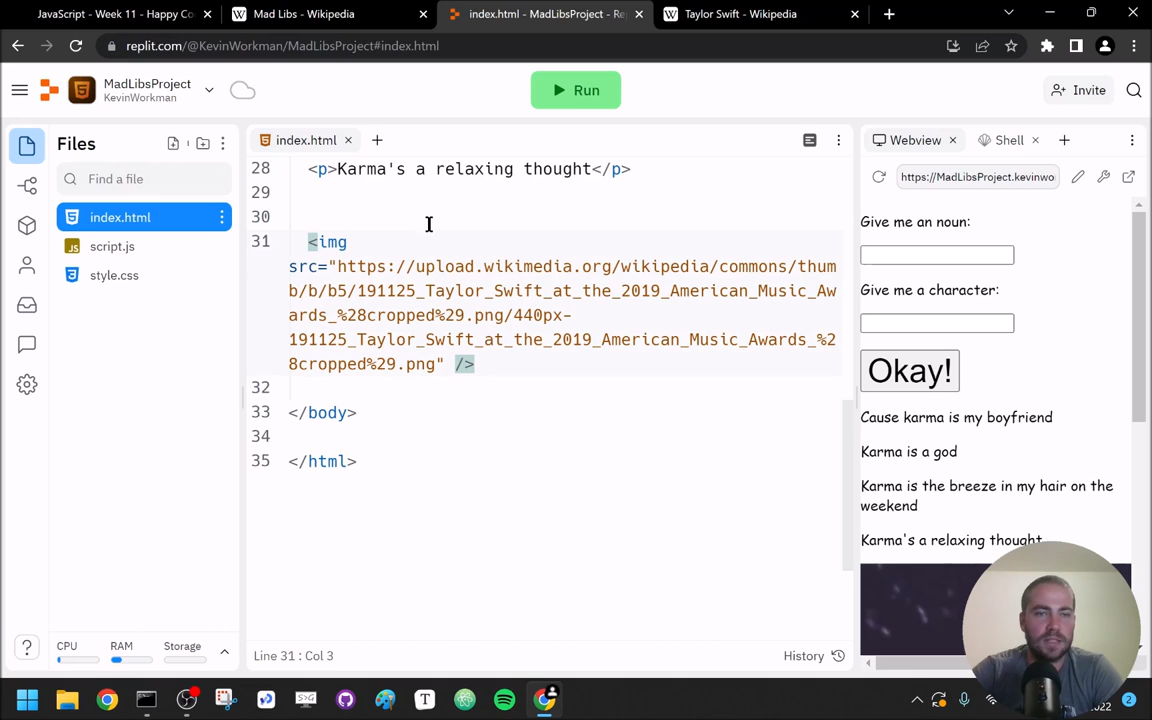 JavaScript - Week 11 - Happy Co
Mad Libs - Wikipedia
index.html - MadLibsProject - Re
Taylor Swift - Wikipedia
replit.com/@KevinWorkman/MadLibsProject#index.html
MadLibsProject
KevinWorkman
Run
Invite
Files
Find a file
index.html
script.js
style.css
CPU
RAM
Storage
index.html
28 <p>Karma's a relaxing thought</p>
29
30
31 <img
src="https://upload.wikimedia.org/wikipedia/commons/thum
b/b/b5/191125_Taylor_Swift_at_the_2019_American_Music_Aw
ards_%28cropped%29.png/440px-
191125_Taylor_Swift_at_the_2019_American_Music_Awards_%2
8cropped%29.png" />
32
33 </body>
34
35 </html>
Line 31 : Col 3
History
Webview
Shell
https://MadLibsProject.kevinwo
Give me an noun:
Give me a character:
Okay!
Cause karma is my boyfriend
Karma is a god
Karma is the breeze in my hair on the
weekend
Karma's a relaxing thought
T
2022
2